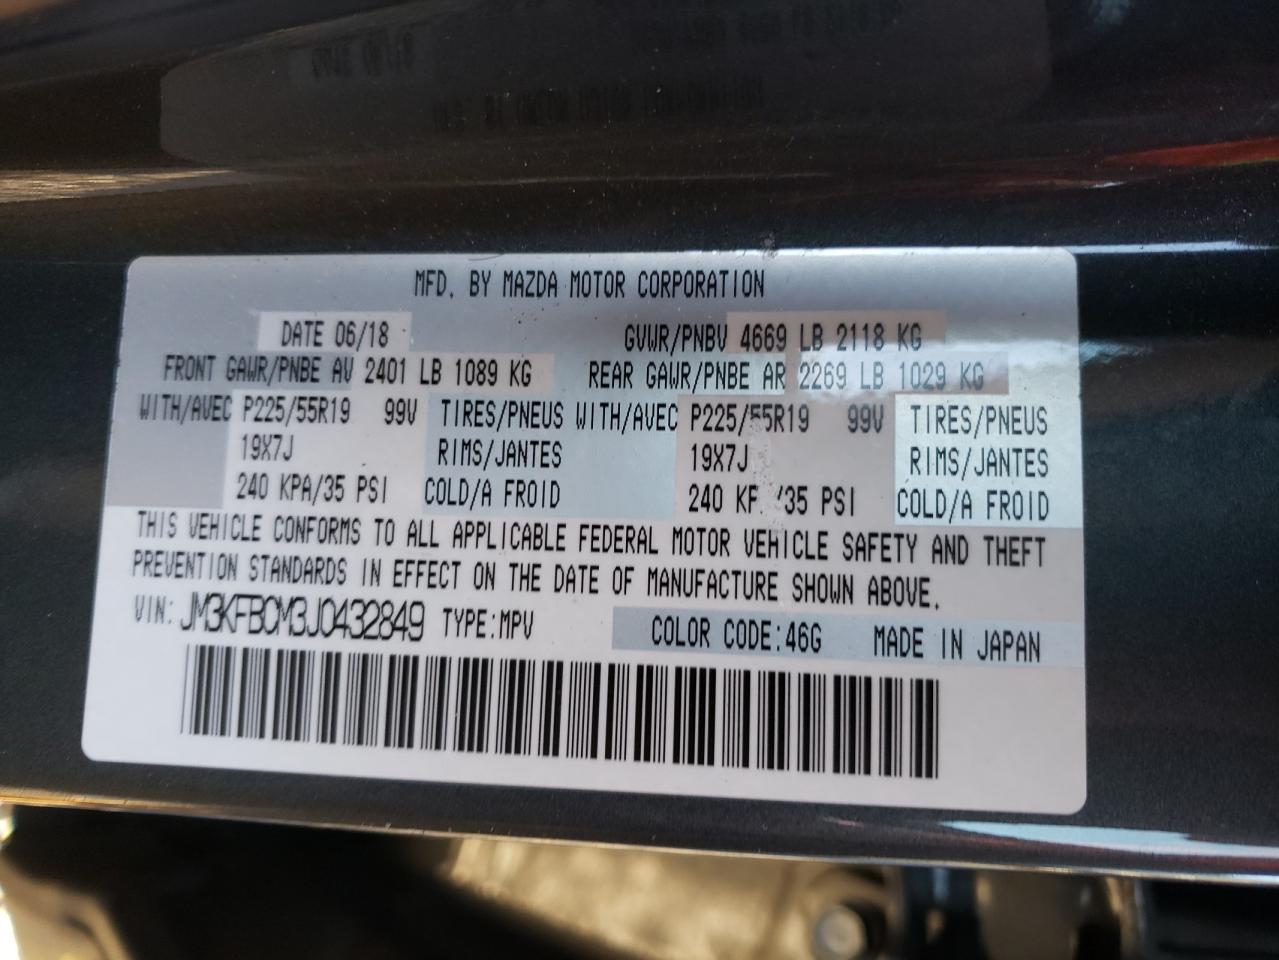 MFD. BY MAZDA MOTOR CORPORATION
DATE 06/18 GVWR/PNBV 4669 LB 2118 KG
FRONT GAWR/PNBE AV 2401 LB 1089 KG REAR GAWR/PNBE AR 2269 LB 1029 KG
WITH/AVEC P225/55R19 99V TIRES/PNEUS WITH/AVEC P225/55R19 99V TIRES/PNEUS
19X7J RIMS/JANTES 19X7J RIMS/JANTES
240 KPA/35 PSI COLD/A FROID 240 /35 PSI COLD/A FROID
THIS VEHICLE CONFORMS TO ALL APPLICABLE FEDERAL MOTOR VEHICLE SAFETY AND THEFT
PREVENTION STANDARDS IN EFFECT ON THE DATE OF MANUFACTURE SHOWN ABOVE.
VIN: JM3KFBCM3J0432849 TYPE:MPV COLOR CODE:46G MADE IN JAPAN